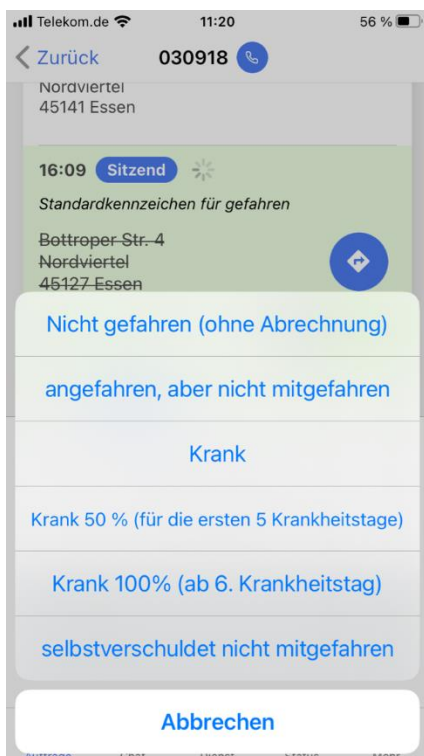 Telekom.de 11:20 56 %
Zurück 030918
Nordviertel
45141 Essen
16:09 Sitzend
Standardkennzeichen für gefahren
Bottroper Str. 4
Nordviertel
45127 Essen
Nicht gefahren (ohne Abrechnung)
angefahren, aber nicht mitgefahren
Krank
Krank 50 % (für die ersten 5 Krankheitstage)
Krank 100% (ab 6. Krankheitstag)
selbstverschuldet nicht mitgefahren
Abbrechen